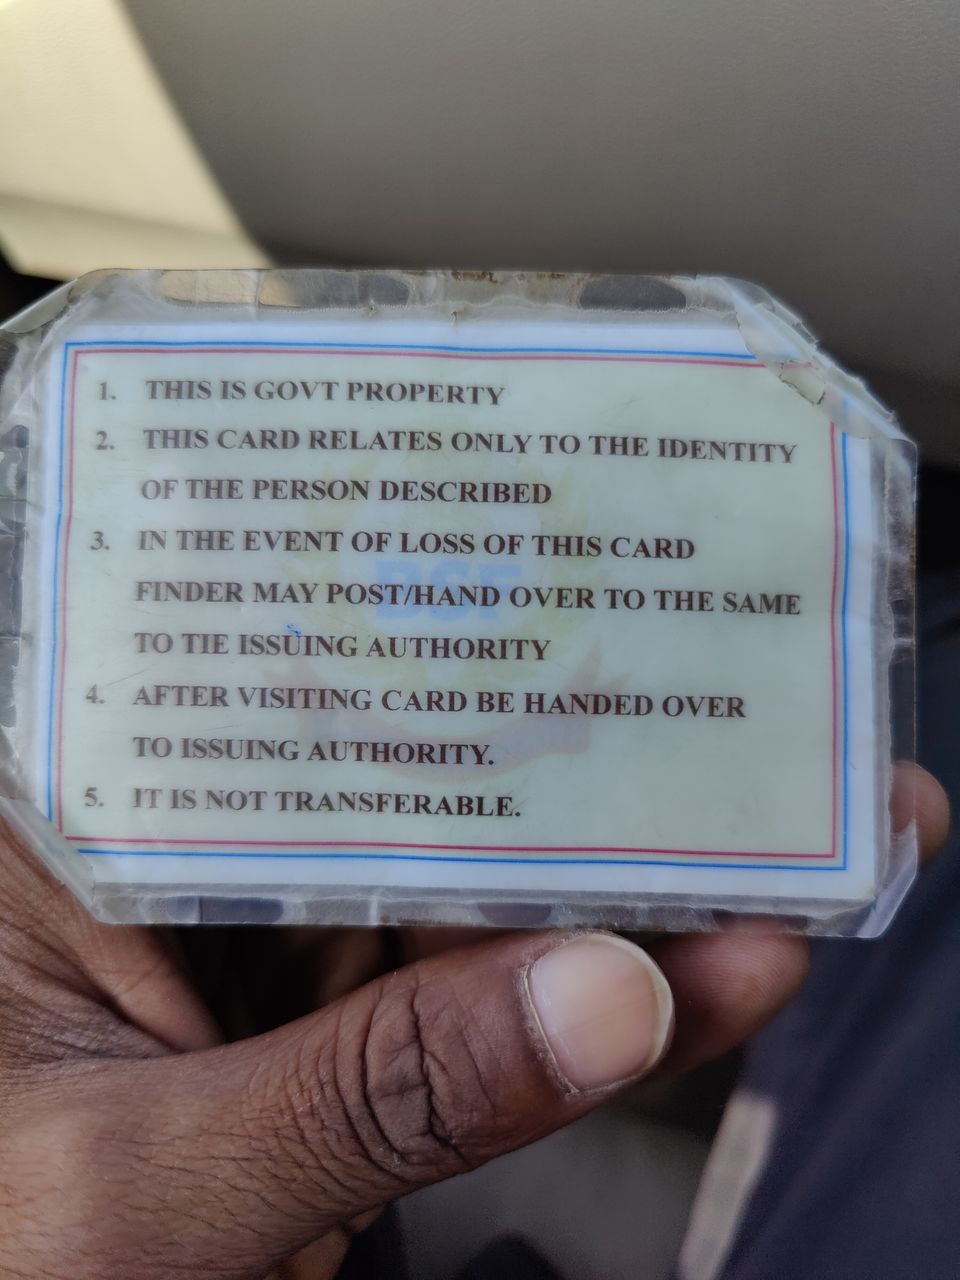 1. THIS IS GOVT PROPERTY
2. THIS CARD RELATES ONLY TO THE IDENTITY
OF THE PERSON DESCRIBED
3. IN THE EVENT OF LOSS OF THIS CARD
FINDER MAY POST/HAND OVER TO THE SAME
TO TIE ISSUING AUTHORITY
4. AFTER VISITING CARD BE HANDED OVER
TO ISSUING AUTHORITY.
5. IT IS NOT TRANSFERABLE.
BSF